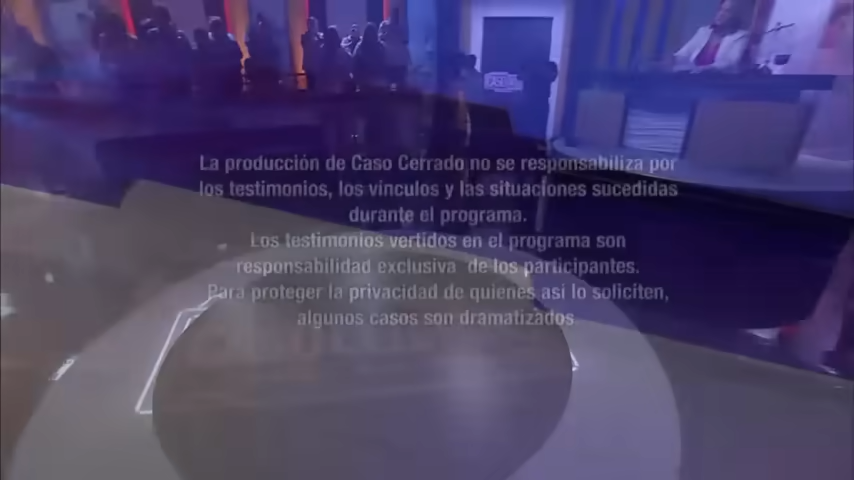 La producción de Caso Cerrado no se responsabiliza por
los testimonios, los vinculos y las situaciones sucedidas
durante el programa.
Los testimonios vertidos en el programa son
responsabilidad exclusiva de los participantes.
Para proteger la privacidad de quienes asi lo soliciten,
algunos casos son dramatizados